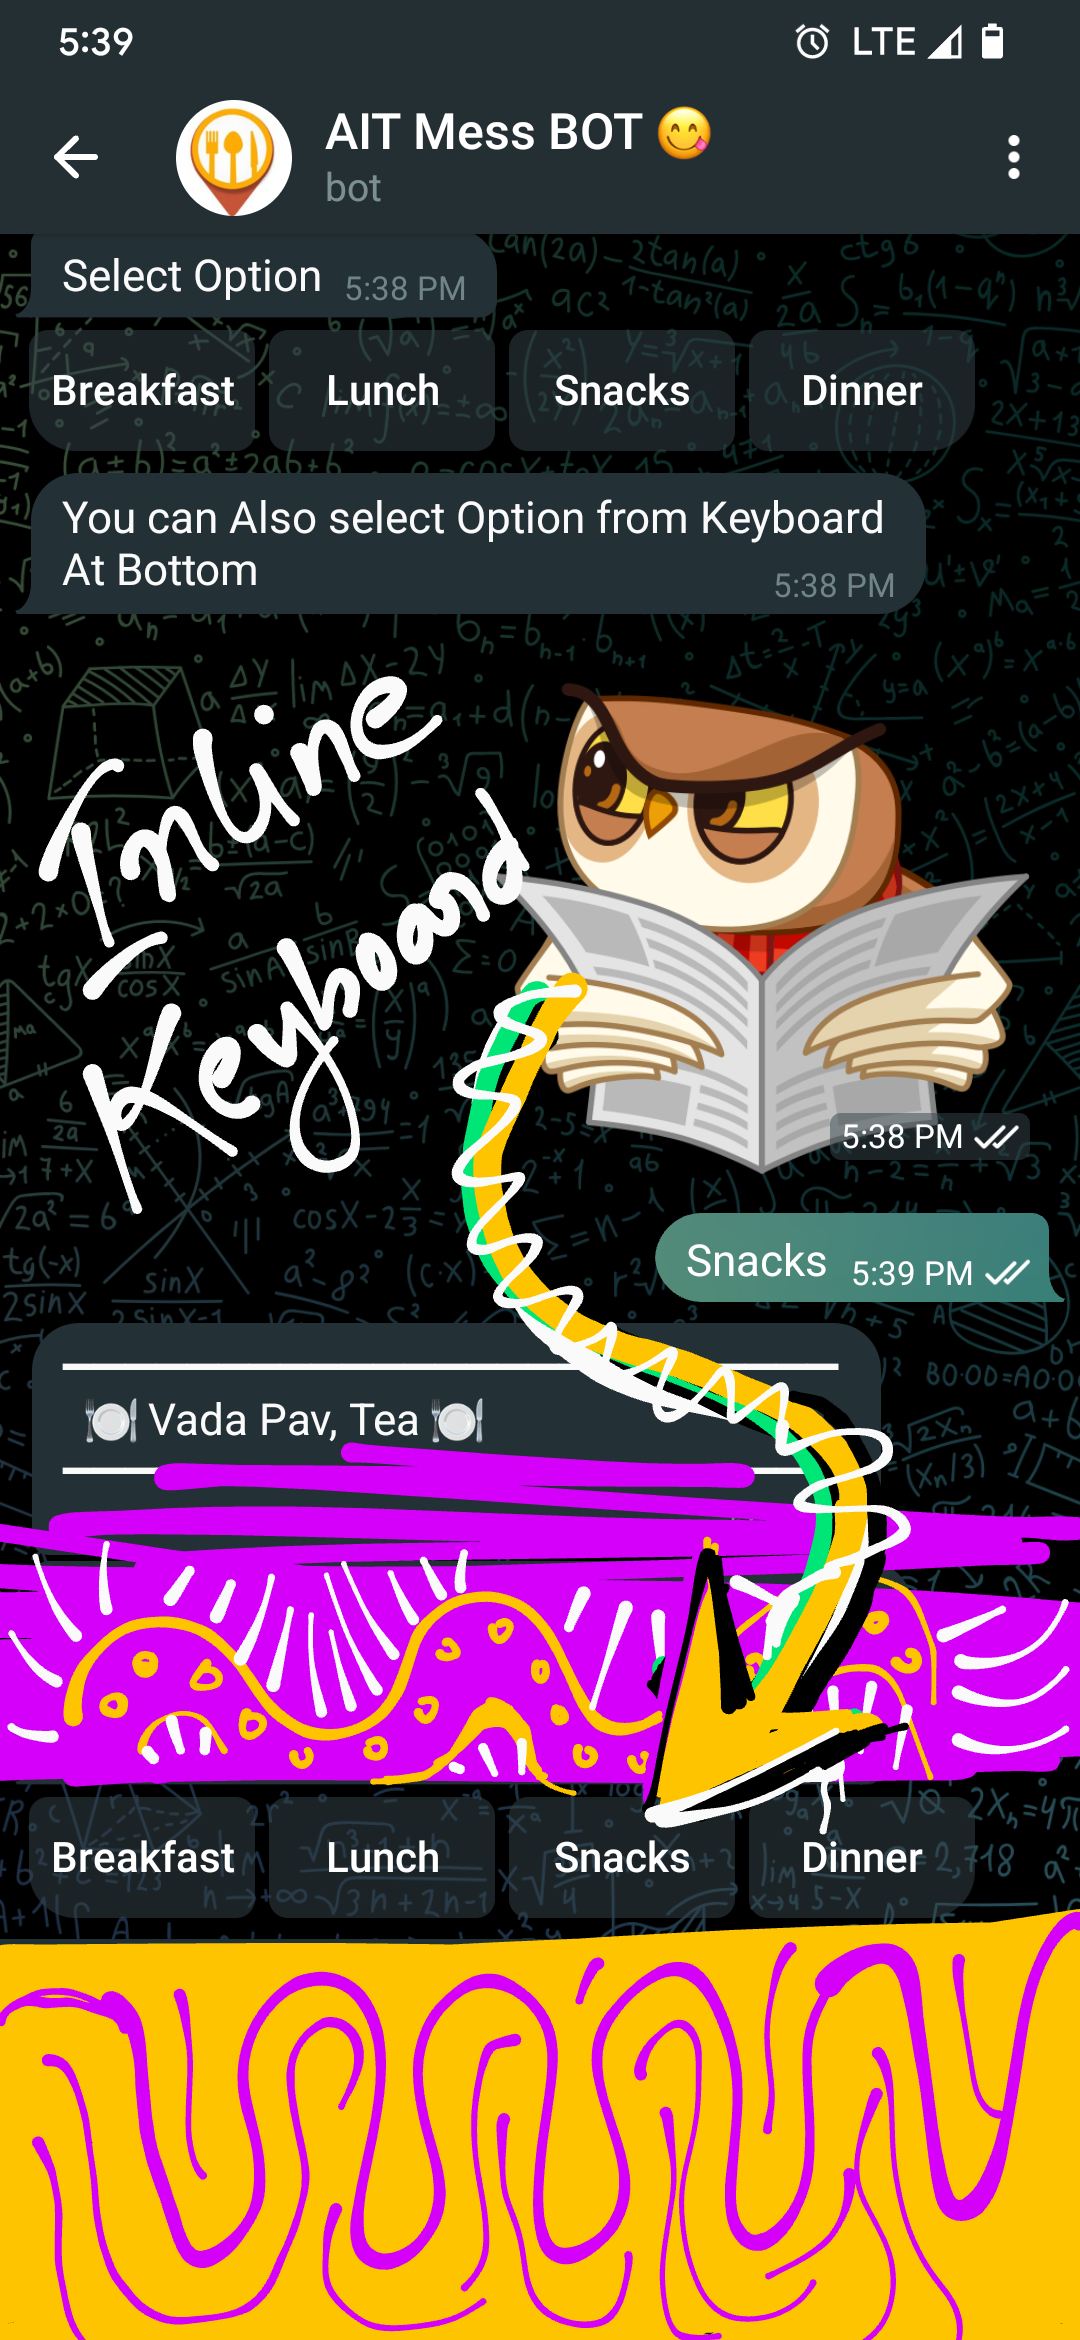 5:39 LTE
AIT Mess BOT 😋
bot
Select Option 5:38 PM
Breakfast Lunch Snacks Dinner
You can Also select Option from Keyboard
At Bottom 5:38 PM
Inline
Keyboard
5:38 PM
Snacks 5:39 PM
🍽 Vada Pav, Tea 🍽
Breakfast Lunch Snacks Dinner